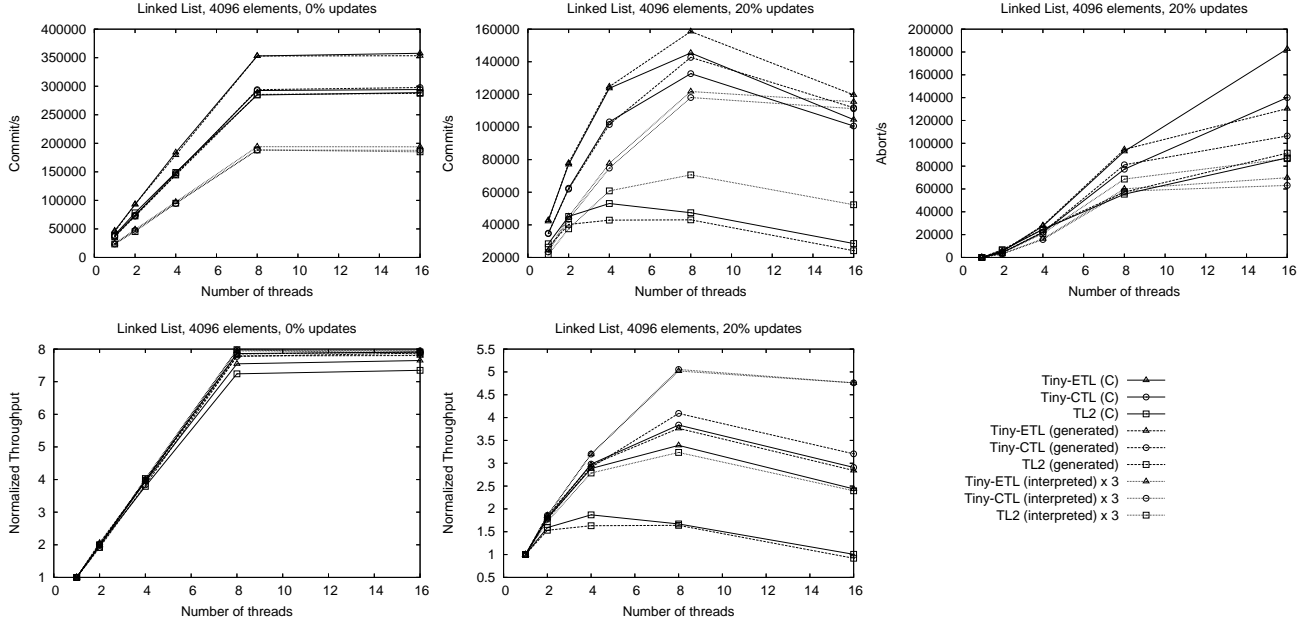 Linked List, 4096 elements, 0% updates
400000
350000
300000
250000
200000
150000
100000
50000
0
Commit/s
0 2 4 6 8 10 12 14 16
Number of threads
Linked List, 4096 elements, 20% updates
160000
140000
120000
100000
80000
60000
40000
20000
Commit/s
0 2 4 6 8 10 12 14 16
Number of threads
Linked List, 4096 elements, 20% updates
200000
180000
160000
140000
120000
100000
80000
60000
40000
20000
0
Abort/s
0 2 4 6 8 10 12 14 16
Number of threads
Linked List, 4096 elements, 0% updates
8
7
6
5
4
3
2
1
Normalized Throughput
0 2 4 6 8 10 12 14 16
Number of threads
Linked List, 4096 elements, 20% updates
5.5
5
4.5
4
3.5
3
2.5
2
1.5
1
0.5
Normalized Throughput
0 2 4 6 8 10 12 14 16
Number of threads
Tiny-ETL (C)
Tiny-CTL (C)
TL2 (C)
Tiny-ETL (generated)
Tiny-CTL (generated)
TL2 (generated)
Tiny-ETL (interpreted) x 3
Tiny-CTL (interpreted) x 3
TL2 (interpreted) x 3